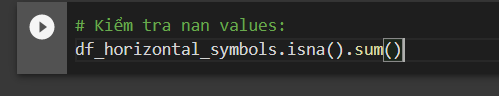 # Kiểm tra nan values:
df_horizontal_symbols.isna().sum()